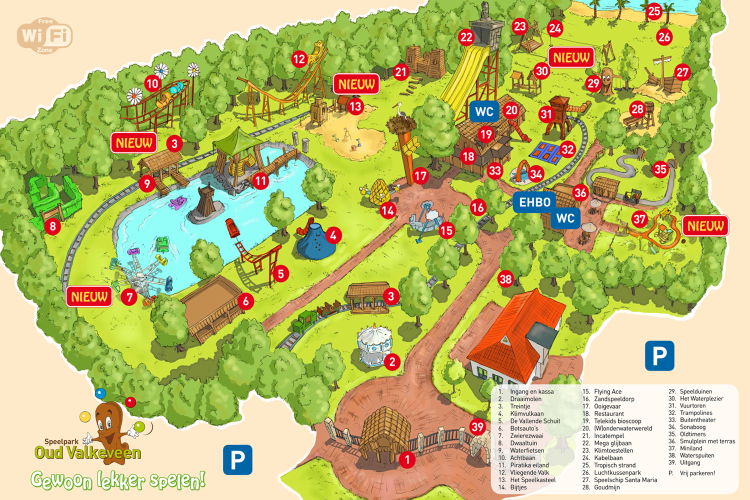 Free
WiFi
Zone
25
23
24
22
26
NIEUW
12
21
30
29
27
10
NIEUW
13
WC
20
31
28
19
NIEUW
3
32
18
33
34
35
9
11
17
36
EHBO
WC
14
16
37
NIEUW
8
15
4
5
38
NIEUW
7
6
3
P
2
39
1
P
Speelpark
Oud Valkeveen
Gewoon lekker spelen!
1. Ingang en kassa
2. Draaimolen
3. Treintje
4. Klimvulkaan
5. De Vallende Schuit
6. Botsauto's
7. Zwierezwaai
8. Dwaaltuin
9. Waterfietsen
10. Achtbaan
11. Piratika eiland
12. Vliegende Valk
13. Het Speelkasteel
14. Bijtjes
15. Flying Ace
16. Zandspeeldorp
17. Ooigevaar
18. Restaurant
19. Telekids bioscoop
20. (W)onderwaterwereld
21. Incatempel
22. Mega glijbaan
23. Klimtoestellen
24. Kabelbaan
25. Tropisch strand
26. Luchtkussenpark
27. Speelschip Santa Maria
28. Goudmijn
29. Speelduinen
30. Het Waterplezier
31. Vuurtoren
32. Trampolines
33. Buitentheater
34. Sonaboog
35. Oldtimers
36. Smulplein met terras
37. Miniland
38. Waterspuiten
39. Uitgang
P. Vrij parkeren!